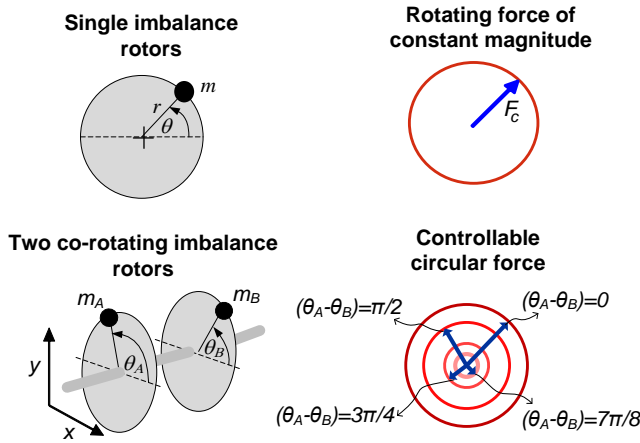 Single imbalance
rotors
m
r
θ
Rotating force of
constant magnitude
F_c
Two co-rotating imbalance
rotors
m_A
m_B
θ_A
θ_B
y
x
Controllable
circular force
(θ_A-θ_B)=π/2
(θ_A-θ_B)=0
(θ_A-θ_B)=3π/4
(θ_A-θ_B)=7π/8